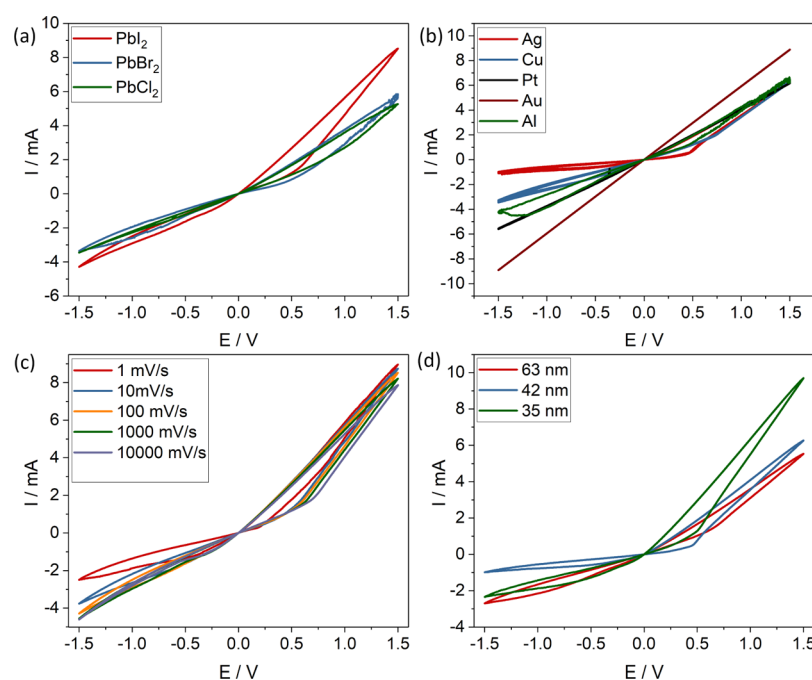 (a)
PbI₂
PbBr₂
PbCl₂
10
8
6
4
2
0
-2
-4
-6
I / mA
-1.5 -1.0 -0.5 0.0 0.5 1.0 1.5
E / V
(b)
Ag
Cu
Pt
Au
Al
10
8
6
4
2
0
-2
-4
-6
-8
-10
I / mA
-1.5 -1.0 -0.5 0.0 0.5 1.0 1.5
E / V
(c)
1 mV/s
10mV/s
100 mV/s
1000 mV/s
10000 mV/s
8
6
4
2
0
-2
-4
I / mA
-1.5 -1.0 -0.5 0.0 0.5 1.0 1.5
E / V
(d)
63 nm
42 nm
35 nm
10
8
6
4
2
0
-2
-4
I / mA
-1.5 -1.0 -0.5 0.0 0.5 1.0 1.5
E / V